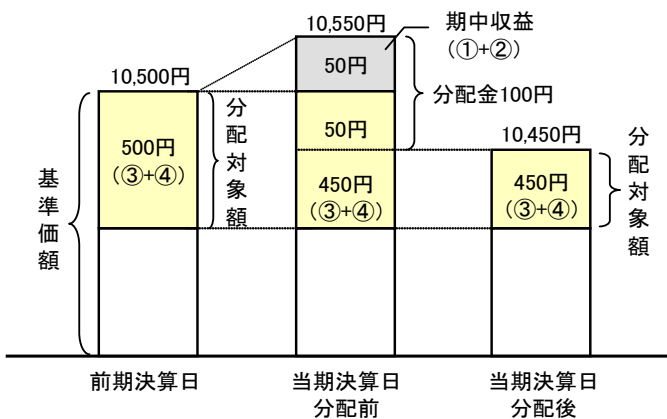 10,550円
期中収益
(①+②)
10,500円
50円
分配金100円
分配対象額
50円
10,450円
500円
(③+④)
450円
(③+④)
450円
(③+④)
分配対象額
基準価額
前期決算日
当期決算日
分配前
当期決算日
分配後